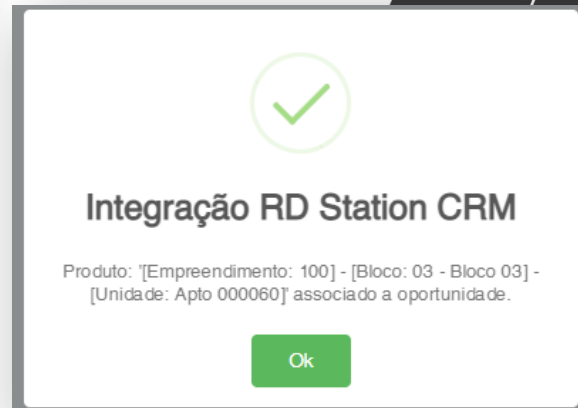 Integração RD Station CRM
Produto: '[Empreendimento: 100] - [Bloco: 03 - Bloco 03] -
[Unidade: Apto 000060]' associado a oportunidade.
Ok